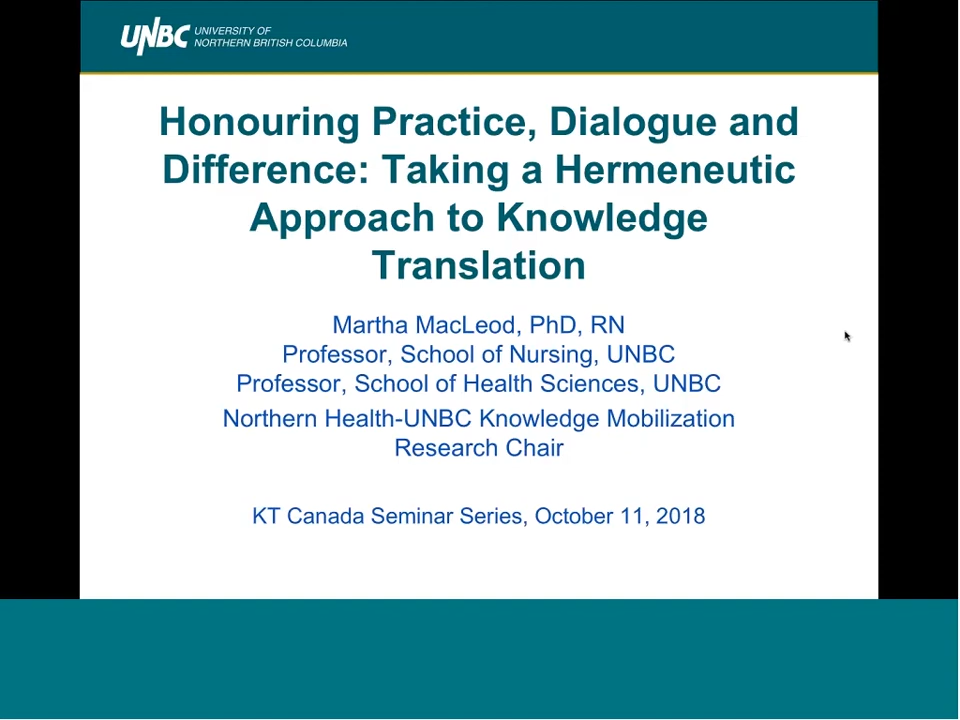 UNBC UNIVERSITY OF
NORTHERN BRITISH COLUMBIA
Honouring Practice, Dialogue and
Difference: Taking a Hermeneutic
Approach to Knowledge
Translation
Martha MacLeod, PhD, RN
Professor, School of Nursing, UNBC
Professor, School of Health Sciences, UNBC
Northern Health-UNBC Knowledge Mobilization
Research Chair
KT Canada Seminar Series, October 11, 2018